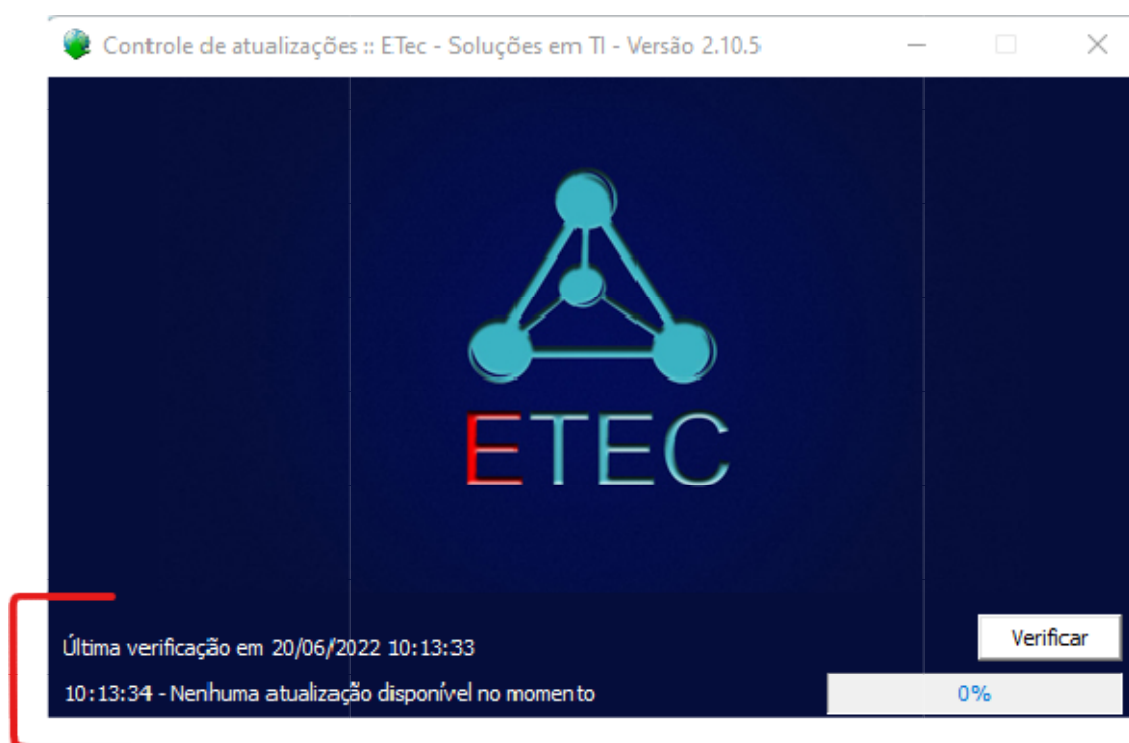 Controle de atualizações :: ETec - Soluções em TI - Versão 2.10.5
ETEC
Última verificação em 20/06/2022 10:13:33
Verificar
10:13:34 - Nenhuma atualização disponível no momento
0%